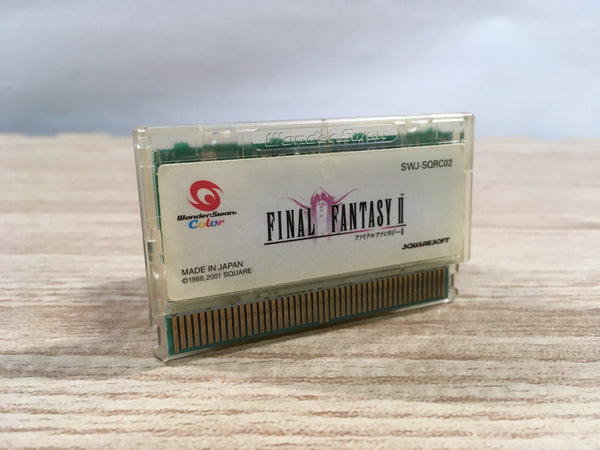 WonderSwan
SWJ-SQRC02
WonderSwan
Color
FINAL FANTASY II
ファイナルファンタジーII
MADE IN JAPAN
©1988,2001 SQUARE
SQUARESOFT